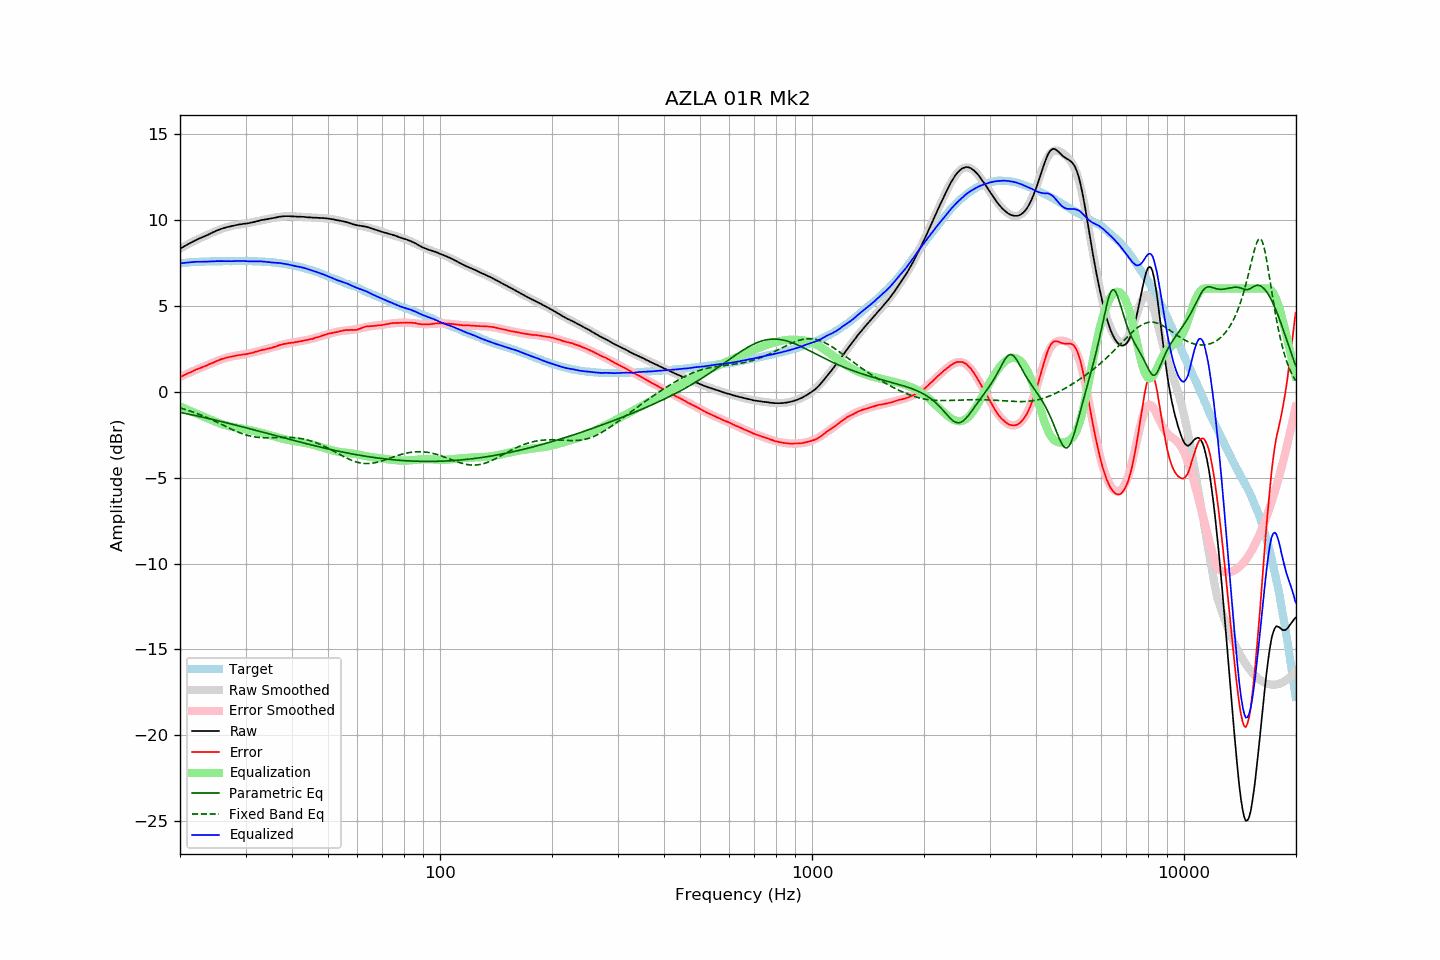 AZLA 01R Mk2
15
10
5
0
−5
−10
−15
−20
−25
Amplitude (dBr)
Target
Raw Smoothed
Error Smoothed
Raw
Error
Equalization
Parametric Eq
Fixed Band Eq
Equalized
100 1000 10000
Frequency (Hz)